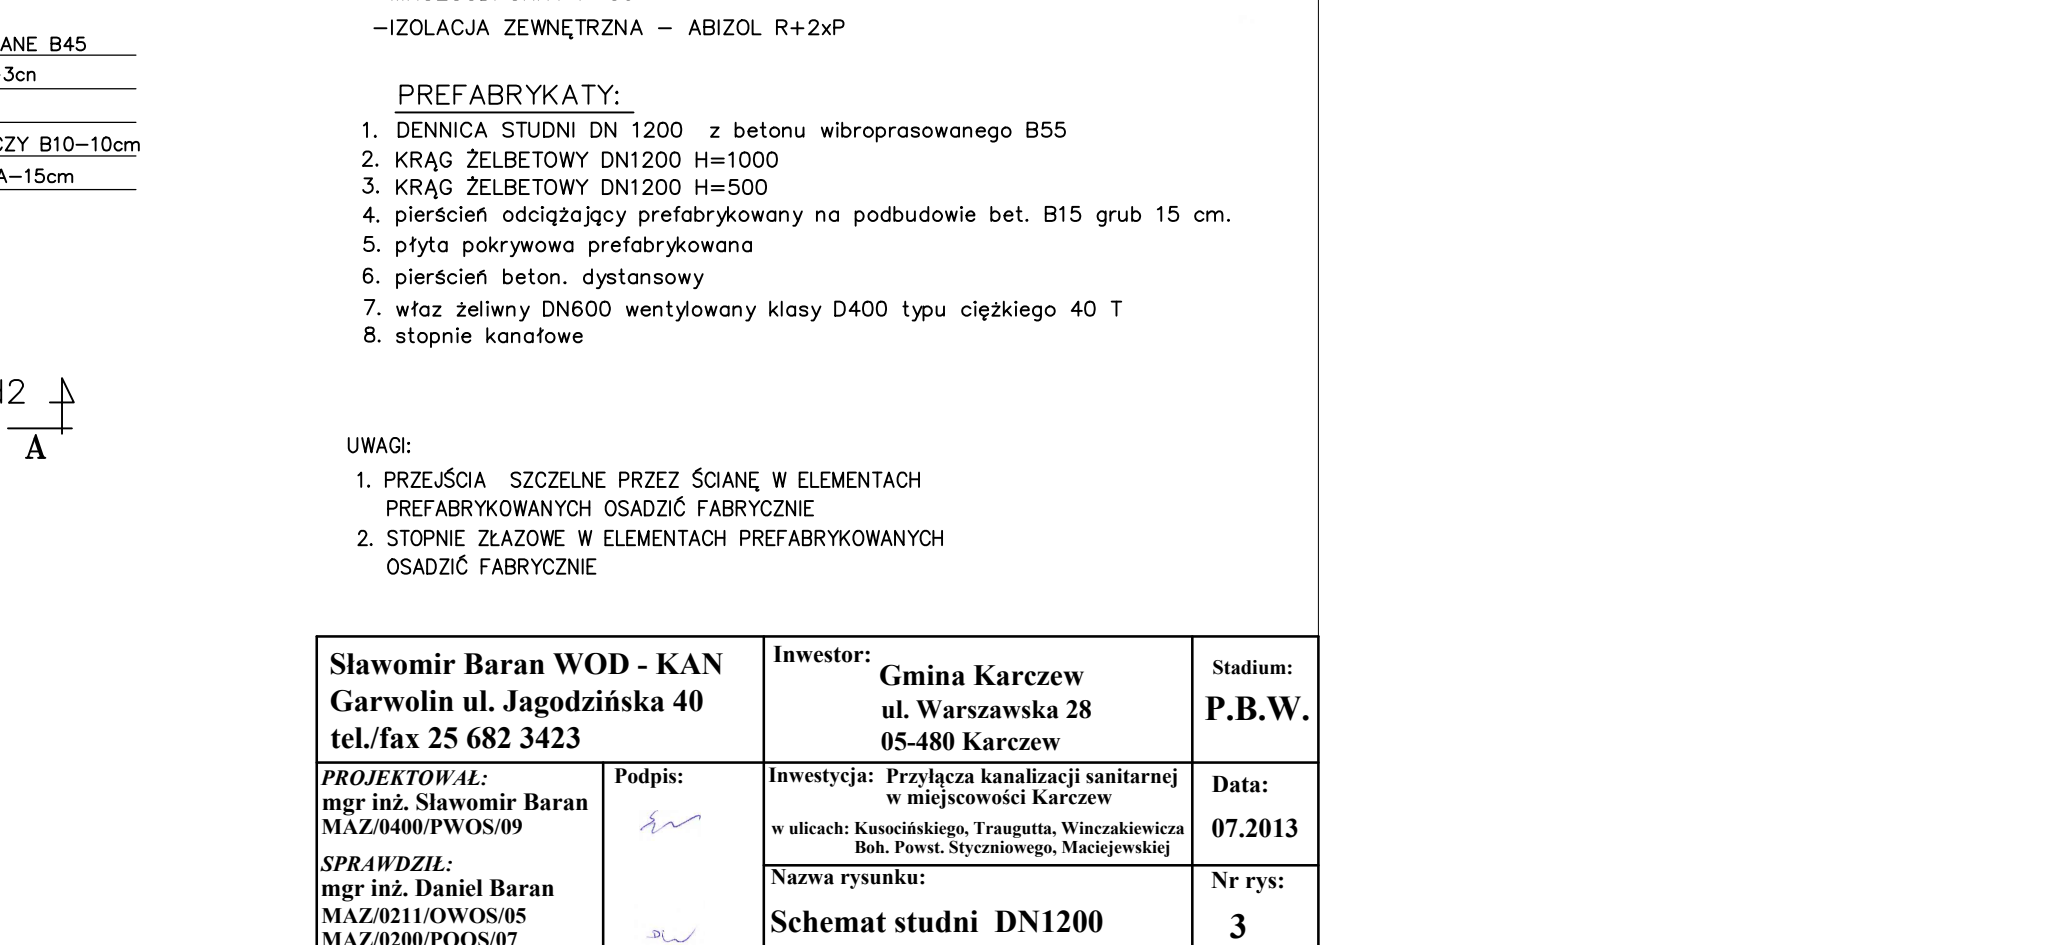 -IZOLACJA ZEWNĘTRZNA - ABIZOL R+2xP
ANE B45
3cn
PREFABRYKATY:
1. DENNICA STUDNI DN 1200 z betonu wibroprasowanego B55
CZY B10-10cm
2. KRĄG ŻELBETOWY DN1200 H=1000
A-15cm
3. KRĄG ŻELBETOWY DN1200 H=500
4. pierścień odciążający prefabrykowany na podbudowie bet. B15 grub 15 cm.
5. płyta pokrywowa prefabrykowana
6. pierścień beton. dystansowy
7. właz żeliwny DN600 wentylowany klasy D400 typu ciężkiego 40 T
8. stopnie kanałowe
2
A
UWAGI:
1. PRZEJŚCIA SZCZELNE PRZEZ ŚCIANĘ W ELEMENTACH
PREFABRYKOWANYCH OSADZIĆ FABRYCZNIE
2. STOPNIE ZŁAZOWE W ELEMENTACH PREFABRYKOWANYCH
OSADZIĆ FABRYCZNIE
Sławomir Baran WOD - KAN
Garwolin ul. Jagodzińska 40
tel./fax 25 682 3423
Inwestor:
Gmina Karczew
ul. Warszawska 28
05-480 Karczew
Stadium:
P.B.W.
PROJEKTOWAŁ:
mgr inż. Sławomir Baran
MAZ/0400/PWOS/09
SPRAWDZIŁ:
mgr inż. Daniel Baran
MAZ/0211/OWOS/05
MAZ/0200/POOS/07
Podpis:
Inwestycja: Przyłącza kanalizacji sanitarnej
w miejscowości Karczew
w ulicach: Kusocińskiego, Traugutta, Winczakiewicza
Boh. Powst. Styczniowego, Maciejewskiej
Data:
07.2013
Nazwa rysunku:
Schemat studni DN1200
Nr rys:
3